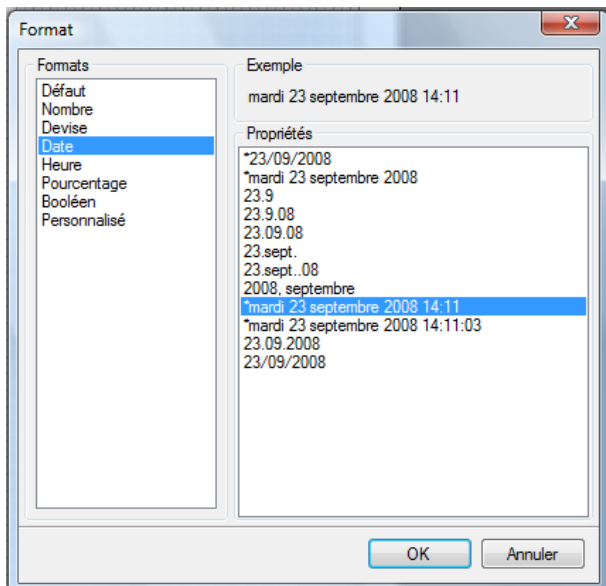 Format
Formats
Défaut
Nombre
Devise
Date
Heure
Pourcentage
Booléen
Personnalisé
Exemple
mardi 23 septembre 2008 14:11
Propriétés
*23/09/2008
*mardi 23 septembre 2008
23.9
23.9.08
23.09.08
23.sept.
23.sept..08
2008, septembre
*mardi 23 septembre 2008 14:11
*mardi 23 septembre 2008 14:11:03
23.09.2008
23/09/2008
OK
Annuler